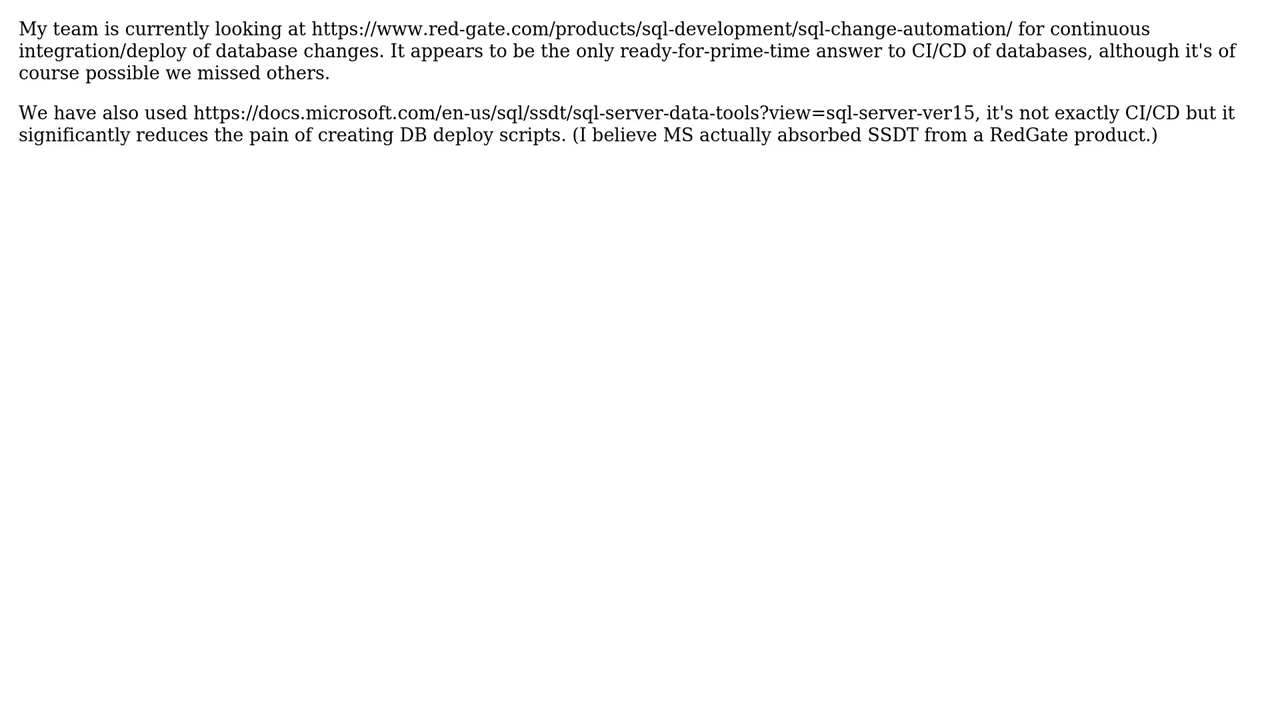 My team is currently looking at https://www.red-gate.com/products/sql-development/sql-change-automation/ for continuous
integration/deploy of database changes. It appears to be the only ready-for-prime-time answer to CI/CD of databases, although it's of
course possible we missed others.
We have also used https://docs.microsoft.com/en-us/sql/ssdt/sql-server-data-tools?view=sql-server-ver15, it's not exactly CI/CD but it
significantly reduces the pain of creating DB deploy scripts. (I believe MS actually absorbed SSDT from a RedGate product.)